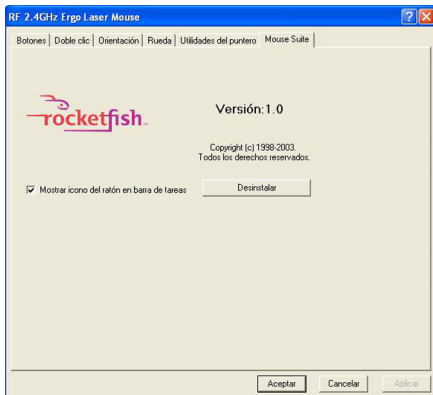 RF 2.4GHz Ergo Laser Mouse
Botones Doble clic Orientación Rueda Utilidades del puntero Mouse Suite
rocketfish
Versión:1.0
Copyright (c) 1998-2003.
Todos los derechos reservados.
Mostrar icono del ratón en barra de tareas
Desinstalar
Aceptar Cancelar Aplicar